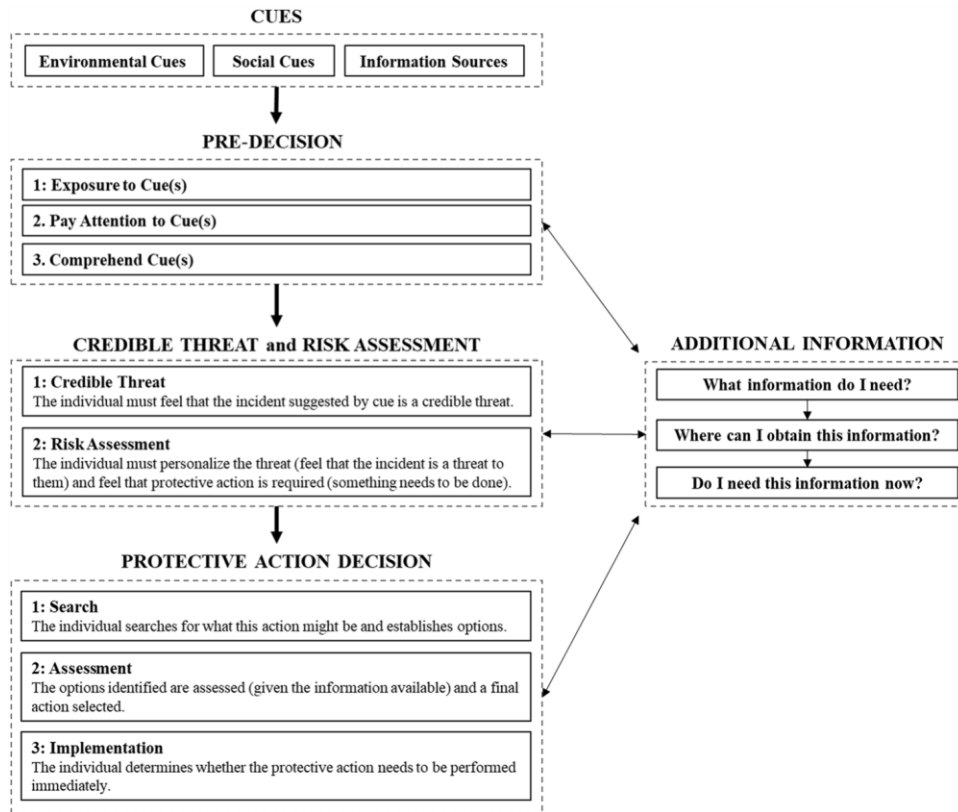 CUES
Environmental Cues
Social Cues
Information Sources
PRE-DECISION
1: Exposure to Cue(s)
2. Pay Attention to Cue(s)
3. Comprehend Cue(s)
CREDIBLE THREAT and RISK ASSESSMENT
1: Credible Threat
The individual must feel that the incident suggested by cue is a credible threat.
2: Risk Assessment
The individual must personalize the threat (feel that the incident is a threat to
them) and feel that protective action is required (something needs to be done).
ADDITIONAL INFORMATION
What information do I need?
Where can I obtain this information?
Do I need this information now?
PROTECTIVE ACTION DECISION
1: Search
The individual searches for what this action might be and establishes options.
2: Assessment
The options identified are assessed (given the information available) and a final
action selected.
3: Implementation
The individual determines whether the protective action needs to be performed
immediately.